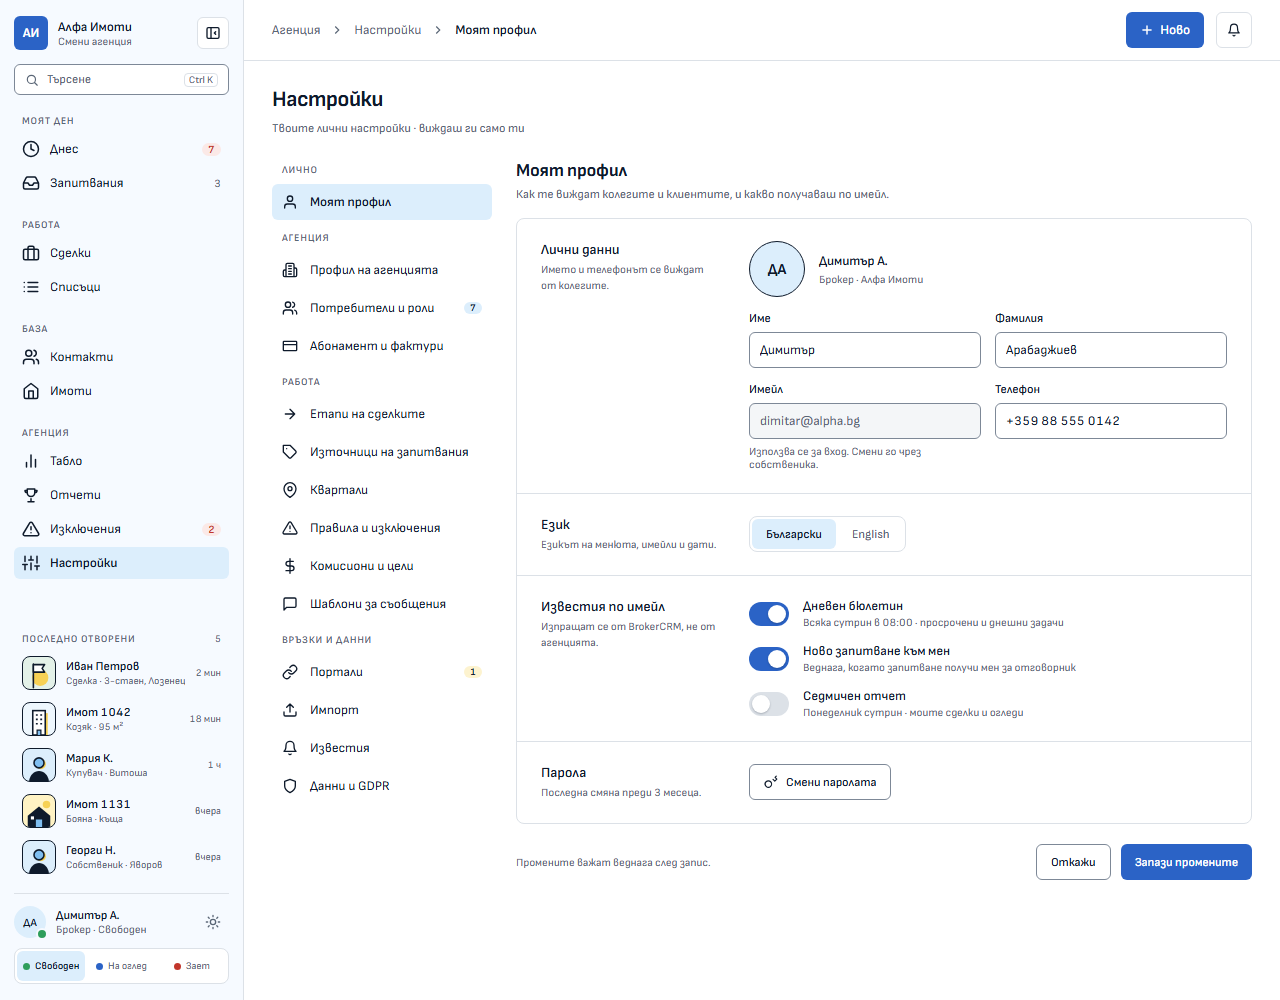 АИ
Алфа Имоти
Смени агенция
Търсене
Ctrl K
МОЯТ ДЕН
Днес
7
Запитвания
3
РАБОТА
Сделки
Списъци
БАЗА
Контакти
Имоти
АГЕНЦИЯ
Табло
Отчети
Изключения
2
Настройки
ПОСЛЕДНО ОТВОРЕНИ
5
Иван Петров
Сделка · 3-стаен, Лозенец
2 мин
Имот 1042
Козяк · 95 м²
18 мин
Мария К.
Купувач · Витоша
1 ч
Имот 1131
Бояна · къща
вчера
Георги Н.
Собственик · Яворов
вчера
ДА
Димитър А.
Брокер · Свободен
Свободен
На оглед
Зает
Агенция
Настройки
Моят профил
Ново
Настройки
Твоите лични настройки · виждаш ги само ти
ЛИЧНО
Моят профил
АГЕНЦИЯ
Профил на агенцията
Потребители и роли
7
Абонамент и фактури
РАБОТА
Етапи на сделките
Източници на запитвания
Квартали
Правила и изключения
Комисиони и цели
Шаблони за съобщения
ВРЪЗКИ И ДАННИ
Портали
1
Импорт
Известия
Данни и GDPR
Моят профил
Как те виждат колегите и клиентите, и какво получаваш по имейл.
Лични данни
Името и телефонът се виждат
от колегите.
ДА
Димитър А.
Брокер · Алфа Имоти
Име
Фамилия
Димитър
Арабаджиев
Имейл
Телефон
dimitar@alpha.bg
+359 88 555 0142
Използва се за вход. Смени го чрез
собственика.
Език
Езикът на менюта, имейли и дати.
Български
English
Известия по имейл
Изпращат се от BrokerCRM, не от
агенцията.
Дневен бюлетин
Всяка сутрин в 08:00 · просрочени и днешни задачи
Ново запитване към мен
Веднага, когато запитване получи мен за отговорник
Седмичен отчет
Понеделник сутрин · моите сделки и огледи
Парола
Последна смяна преди 3 месеца.
Смени паролата
Промените важат веднага след запис.
Откажи
Запази промените